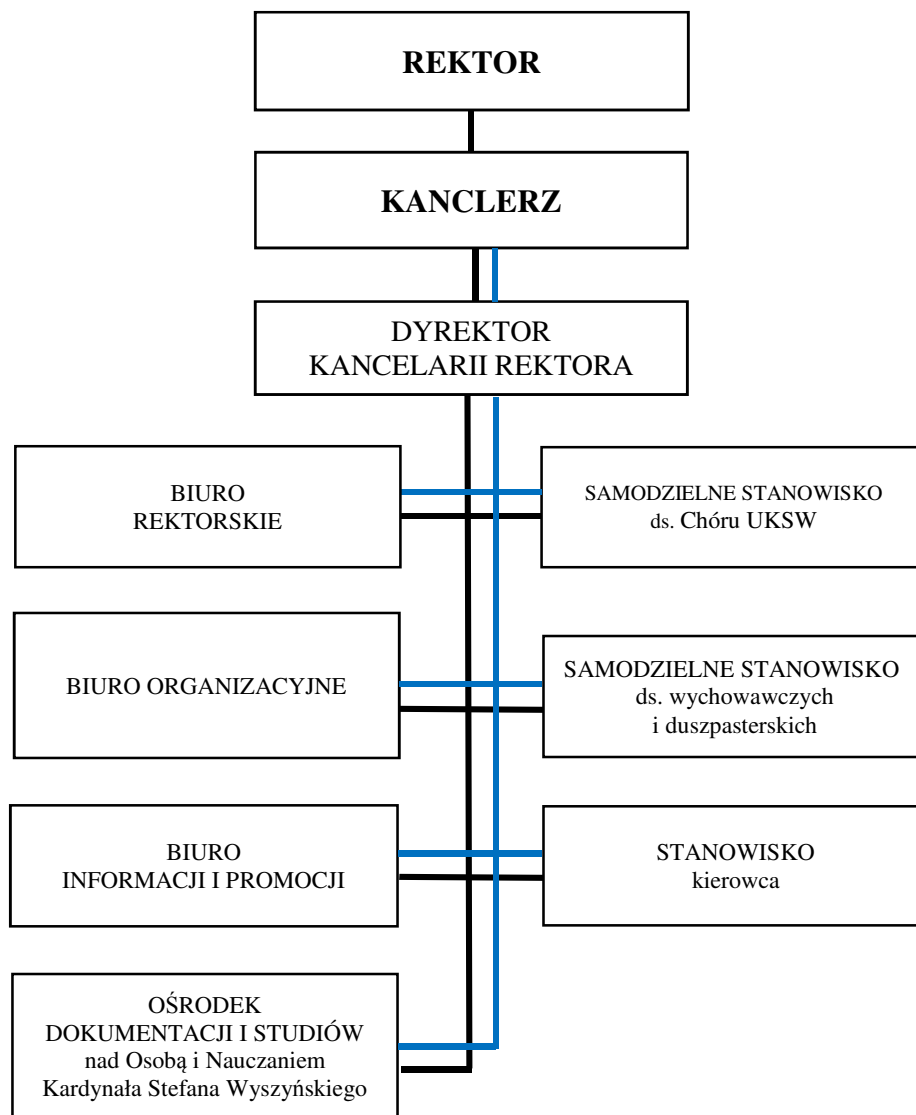 REKTOR
KANCLERZ
DYREKTOR
KANCELARII REKTORA
BIURO
REKTORSKIE
SAMODZIELNE STANOWISKO
ds. Chóru UKSW
BIURO ORGANIZACYJNE
SAMODZIELNE STANOWISKO
ds. wychowawczych
i duszpasterskich
BIURO
INFORMACJI I PROMOCJI
STANOWISKO
kierowca
OŚRODEK
DOKUMENTACJI I STUDIÓW
nad Osobą i Nauczaniem
Kardynała Stefana Wyszyńskiego